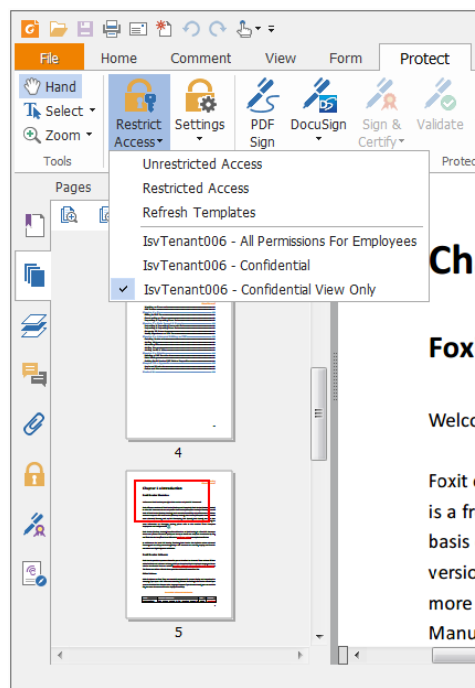 File Home Comment View Form Protect
Hand
Select
Zoom
Tools
Restrict Access
Settings
PDF Sign
DocuSign
Sign & Certify
Validate
Protec
Unrestricted Access
Restricted Access
Refresh Templates
IsvTenant006 - All Permissions For Employees
IsvTenant006 - Confidential
IsvTenant006 - Confidential View Only
Pages
4
5
Ch
Fox
Welco
Foxit
is a fr
basis
versio
more
Manu